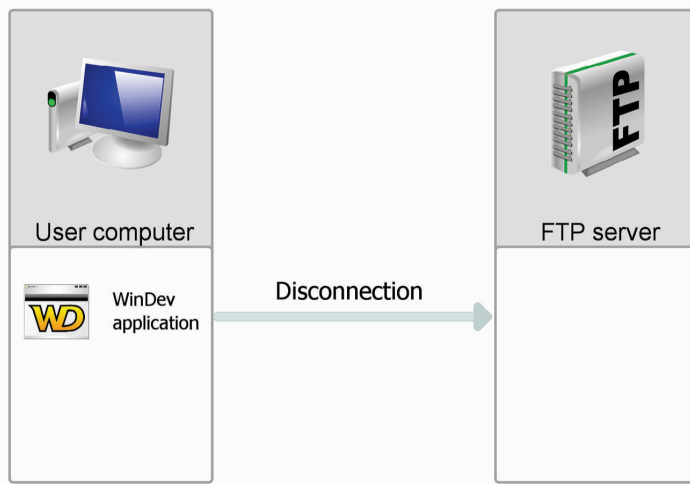 FTP
User computer
FTP server
WD
WinDev
application
Disconnection